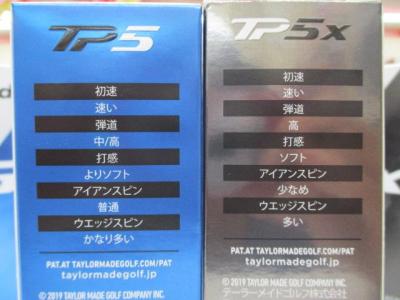 TP5
初速
速い
弾道
中/高
打感
よりソフト
アイアンスピン
普通
ウエッジスピン
かなり多い
PAT.AT TAYLORMADEGOLF.COM/PAT
taylormadegolf.jp
© 2019 TAYLOR MADE GOLF COMPANY INC.
TP5x
初速
速い
弾道
高
打感
ソフト
アイアンスピン
少なめ
ウエッジスピン
多い
PAT.AT TAYLORMADEGOLF.COM/PAT
taylormadegolf.jp
© 2019 TAYLOR MADE GOLF COMPANY INC.
テーラーメイドゴルフ株式会社